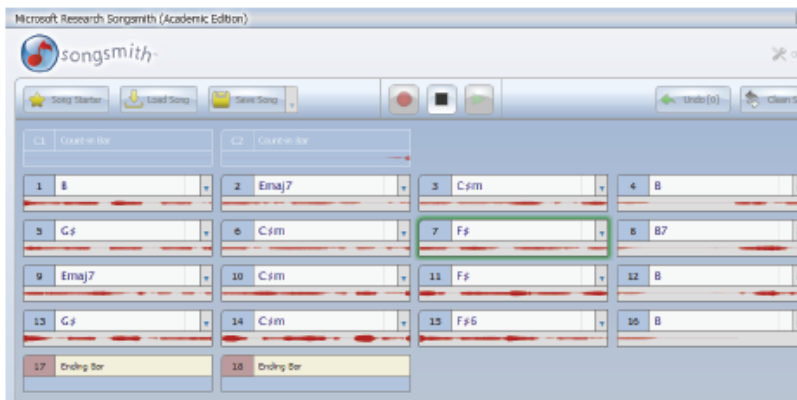 Microsoft Research Songsmith (Academic Edition)
songsmith
Song Starter Load Song Save Song Undo [0] Clean S
C1 Count-in Bar C2 Count-in Bar
1 B 2 Emaj7 3 C♯m 4 B
5 G♯ 6 C♯m 7 F♯ 8 B7
9 Emaj7 10 C♯m 11 F♯ 12 B
13 G♯ 14 C♯m 15 F♯6 16 B
17 Ending Bar 18 Ending Bar